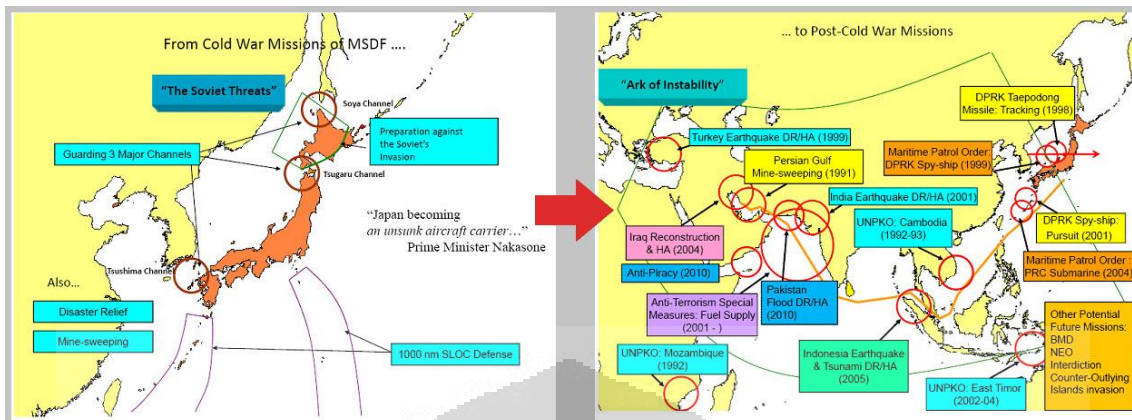 From Cold War Missions of MSDF ....
"The Soviet Threats"
Soya Channel
Guarding 3 Major Channels
Preparation against
the Soviet's
Invasion
Tsugaru Channel
"Japan becoming
an unsunk aircraft carrier..."
Prime Minister Nakasone
Tsushima Channel
Also...
Disaster Relief
Mine-sweeping
1000 nm SLOC Defense
... to Post-Cold War Missions
"Ark of Instability"
DPRK Taepodong
Missile: Tracking (1998)
Turkey Earthquake DR/HA (1999)
Persian Gulf
Mine-sweeping (1991)
Maritime Patrol Order:
DPRK Spy-ship (1999)
India Earthquake DR/HA (2001)
UNPKO: Cambodia
(1992-93)
DPRK Spy-ship:
Pursuit (2001)
Iraq Reconstruction
& HA (2004)
Maritime Patrol Order :
PRC Submarine (2004)
Anti-Piracy (2010)
Anti-Terrorism Special
Measures: Fuel Supply
(2001 - )
Pakistan
Flood DR/HA
(2010)
Other Potential
Future Missions:
BMD
NEO
Interdiction
Counter-Outlying
Islands invasion
UNPKO: Mozambique
(1992)
Indonesia Earthquake
& Tsunami DR/HA
(2005)
UNPKO: East Timor
(2002-04)